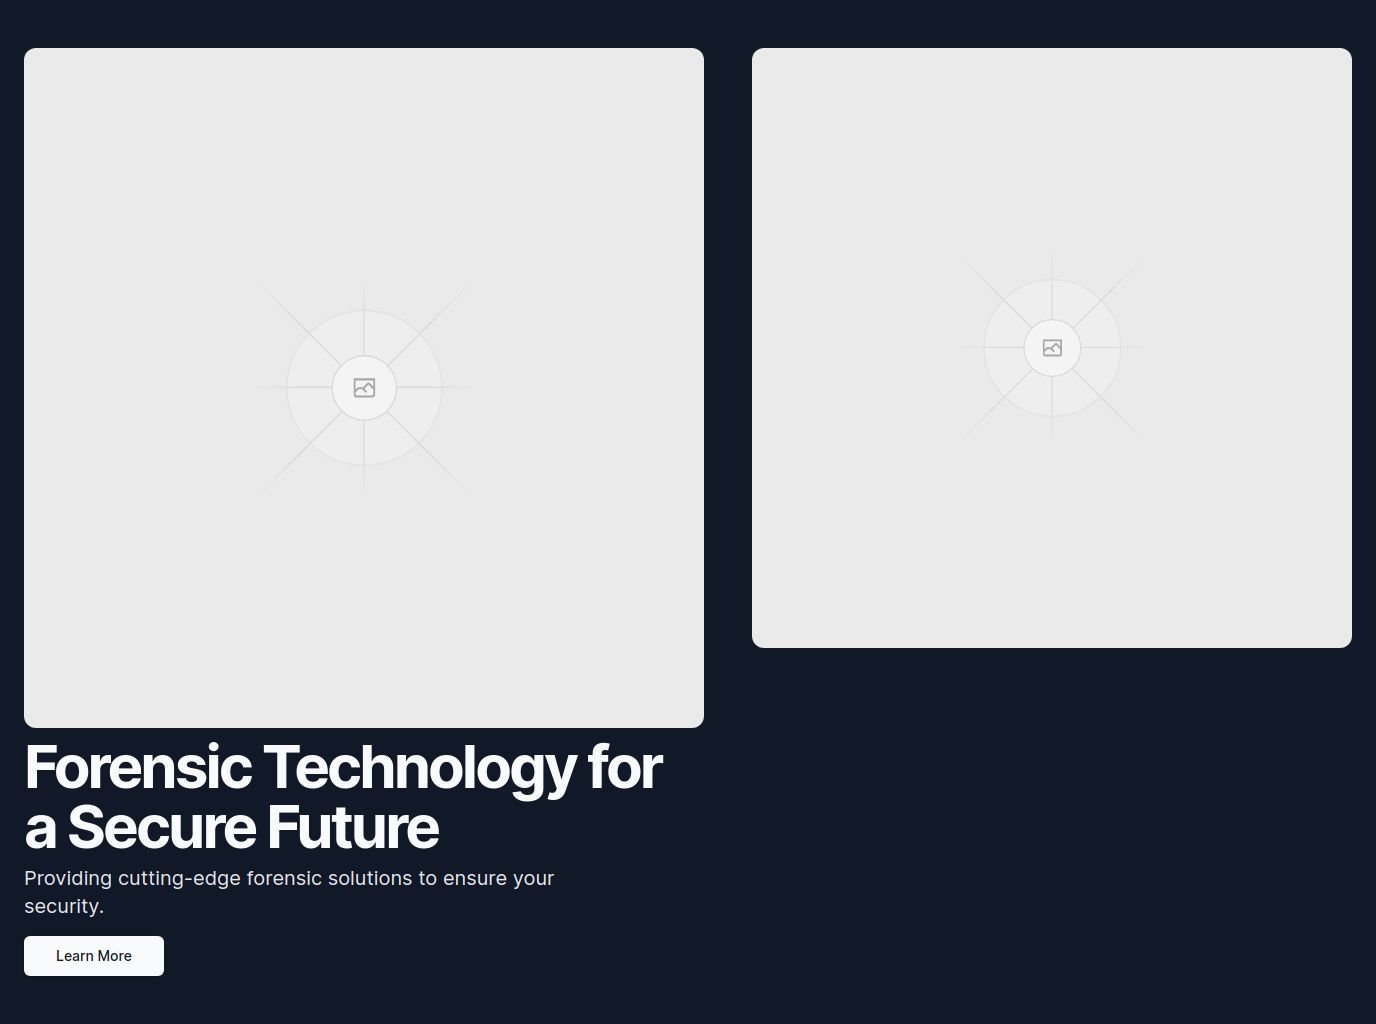 Forensic Technology for
a Secure Future
Providing cutting-edge forensic solutions to ensure your
security.
Learn More